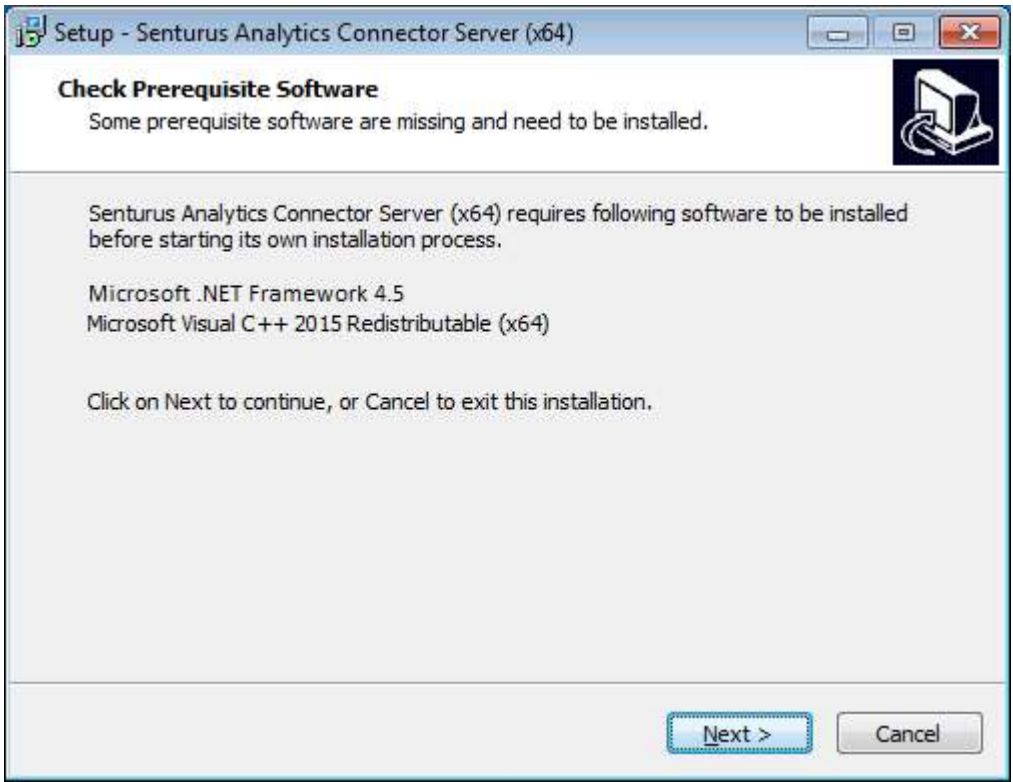 Setup - Senturus Analytics Connector Server (x64)
Check Prerequisite Software
Some prerequisite software are missing and need to be installed.
Senturus Analytics Connector Server (x64) requires following software to be installed
before starting its own installation process.
Microsoft .NET Framework 4.5
Microsoft Visual C++ 2015 Redistributable (x64)
Click on Next to continue, or Cancel to exit this installation.
Next >
Cancel